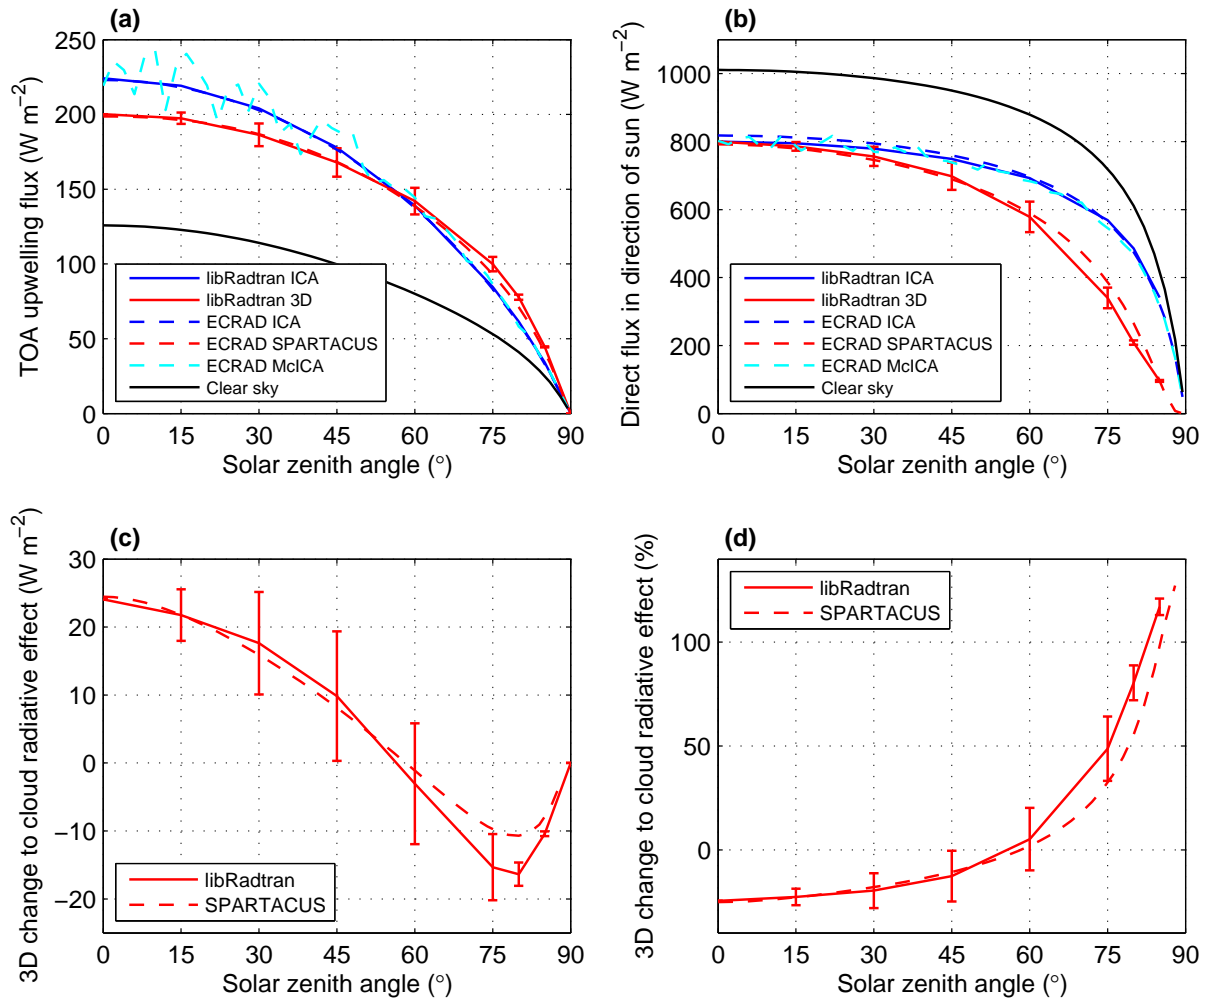 (a)
TOA upwelling flux (W m−2)
250
200
150
100
50
0
libRadtran ICA
libRadtran 3D
ECRAD ICA
ECRAD SPARTACUS
ECRAD McICA
Clear sky
0 15 30 45 60 75 90
Solar zenith angle (°)
(b)
Direct flux in direction of sun (W m−2)
1000
800
600
400
200
0
libRadtran ICA
libRadtran 3D
ECRAD ICA
ECRAD SPARTACUS
ECRAD McICA
Clear sky
0 15 30 45 60 75 90
Solar zenith angle (°)
(c)
3D change to cloud radiative effect (W m−2)
30
20
10
0
−10
−20
libRadtran
SPARTACUS
0 15 30 45 60 75 90
Solar zenith angle (°)
(d)
3D change to cloud radiative effect (%)
100
50
0
libRadtran
SPARTACUS
0 15 30 45 60 75 90
Solar zenith angle (°)